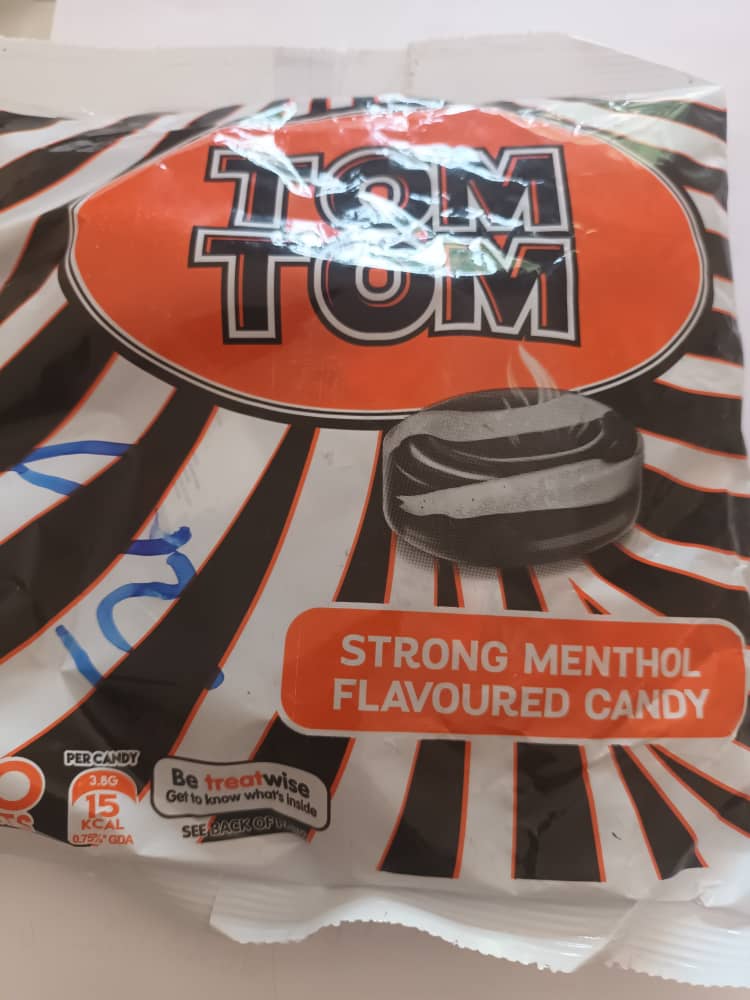 TOM
TOM
STRONG MENTHOL
FLAVOURED CANDY
PER CANDY
3.8G
15
KCAL
0.75%* GDA
Be treatwise
Get to know what's inside
SEE BACK OF